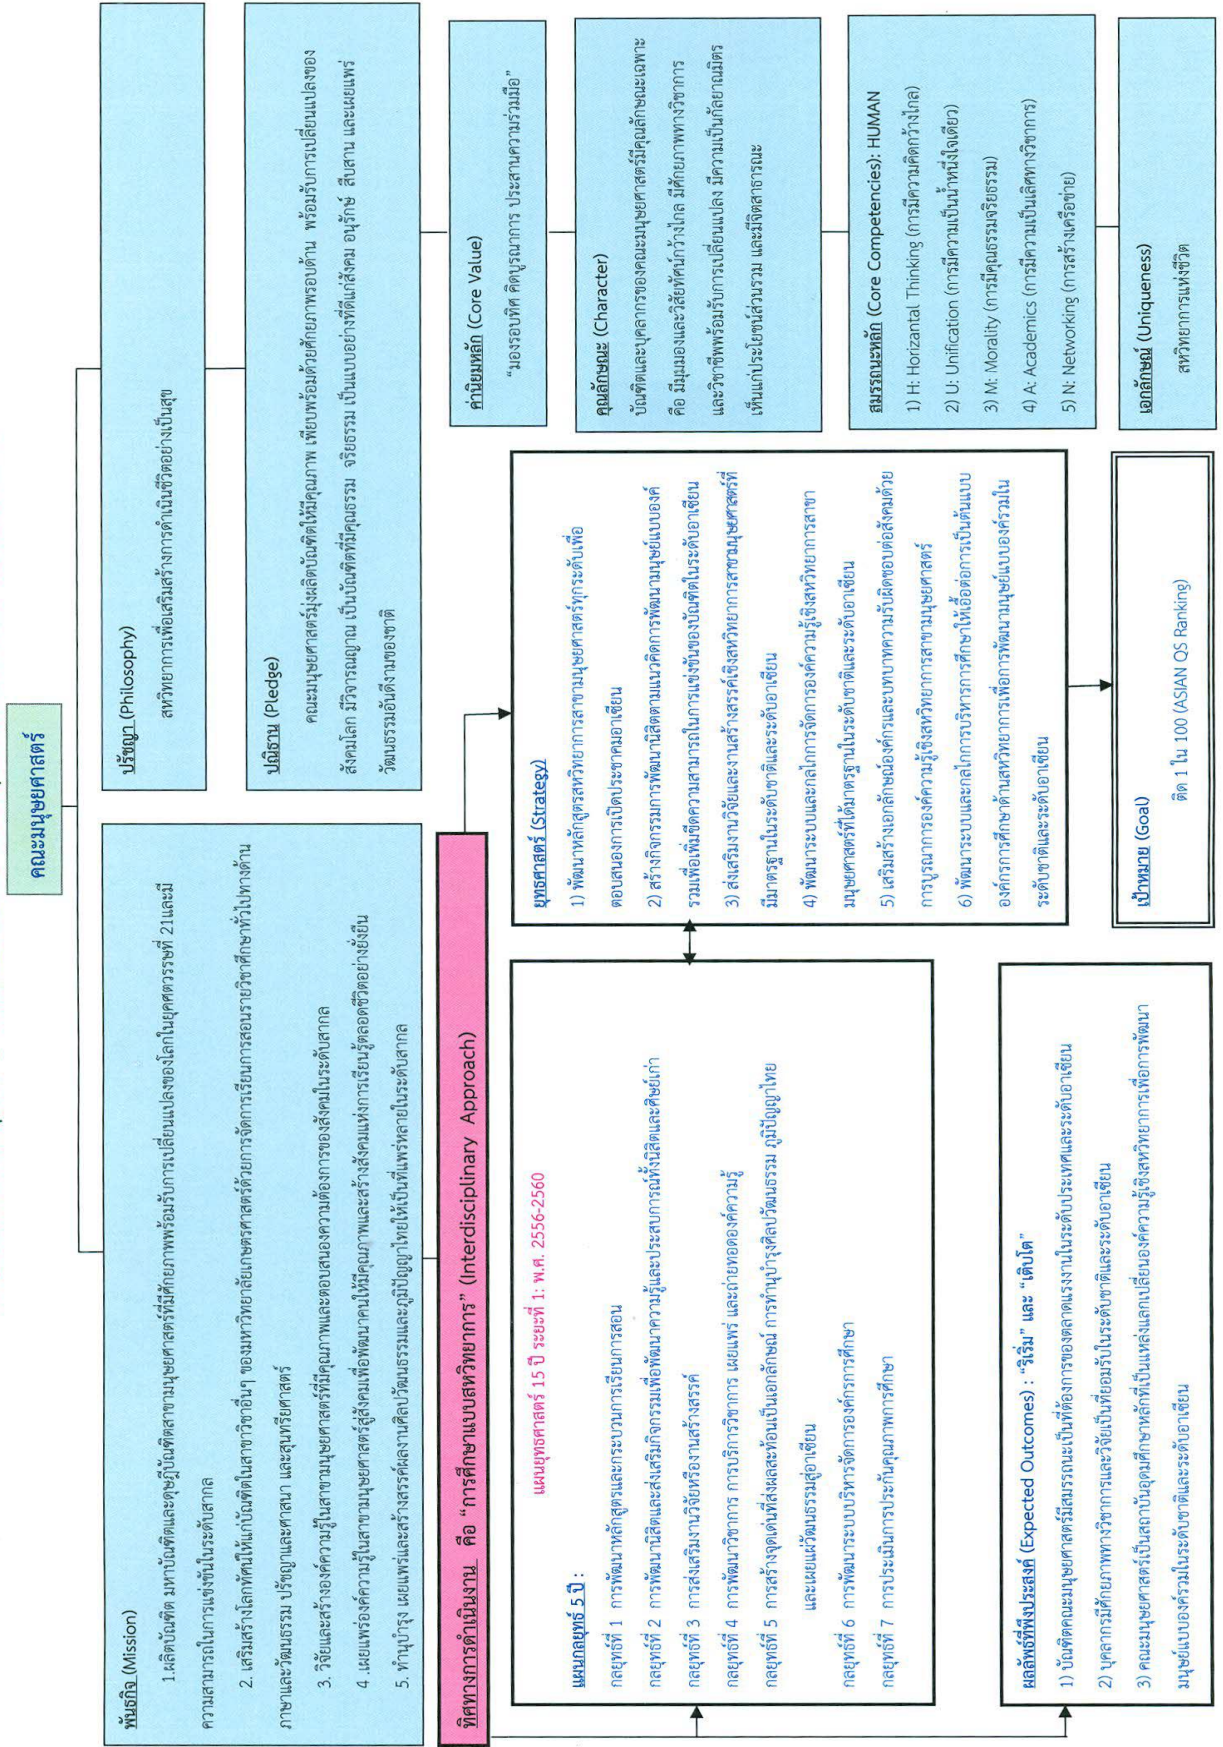 คณะมนุษยศาสตร์
พันธกิจ (Mission)
1.ผลิตบัณฑิต มหาบัณฑิตและดุษฎีบัณฑิตสาขามนุษยศาสตร์ที่มีศักยภาพพร้อมรับการเปลี่ยนแปลงของโลกในยุคศตวรรษที่ 21และมี
ความสามารถในการแข่งขันในระดับสากล
2. เสริมสร้างโลกทัศน์ให้แก่บัณฑิตในสาขาวิชาอื่นๆ ของมหาวิทยาลัยเกษตรศาสตร์ด้วยการจัดการเรียนการสอนรายวิชาศึกษาทั่วไปทางด้าน
ภาษาและวัฒนธรรม ปรัชญาและศาสนา และสุนทรียศาสตร์
3. วิจัยและสร้างองค์ความรู้ในสาขามนุษยศาสตร์ที่มีคุณภาพและตอบสนองความต้องการของสังคมในระดับสากล
4 .เผยแพร่องค์ความรู้ในสาขามนุษยศาสตร์สู่สังคมเพื่อพัฒนาคนให้มีคุณภาพและสร้างสังคมแห่งการเรียนรู้ตลอดชีวิตอย่างยั่งยืน
5. ทำนุบำรุง เผยแพร่และสร้างสรรค์ผลงานศิลปวัฒนธรรมและภูมิปัญญาไทยให้เป็นที่แพร่หลายในระดับสากล
ปรัชญา (Philosophy)
สหวิทยาการเพื่อเสริมสร้างการดำเนินชีวิตอย่างเป็นสุข
ปณิธาน (Pledge)
คณะมนุษยศาสตร์มุ่งผลิตบัณฑิตให้มีคุณภาพ เพียบพร้อมด้วยศักยภาพรอบด้าน พร้อมรับการเปลี่ยนแปลงของ
สังคมโลก มีวิจารณญาณ เป็นบัณฑิตที่มีคุณธรรม จริยธรรม เป็นแบบอย่างที่ดีแก่สังคม อนุรักษ์ สืบสาน และเผยแพร่
วัฒนธรรมอันดีงามของชาติ
ทิศทางการดำเนินงาน คือ "การศึกษาแบบสหวิทยาการ" (Interdisciplinary Approach)
ค่านิยมหลัก (Core Value)
"มองรอบทิศ คิดบูรณาการ ประสานความร่วมมือ"
คุณลักษณะ (Character)
บัณฑิตและบุคลากรของคณะมนุษยศาสตร์มีคุณลักษณะเฉพาะ
คือ มีมุมมองและวิสัยทัศน์กว้างไกล มีศักยภาพทางวิชาการ
และวิชาชีพพร้อมรับการเปลี่ยนแปลง มีความเป็นกัลยาณมิตร
เห็นแก่ประโยชน์ส่วนรวม และมีจิตสาธารณะ
สมรรถนะหลัก (Core Competencies): HUMAN
1) H: Horizantal Thinking (การมีความคิดกว้างไกล)
2) U: Unification (การมีความเป็นน้ำหนึ่งใจเดียว)
3) M: Morality (การมีคุณธรรมจริยธรรม)
4) A: Academics (การมีความเป็นเลิศทางวิชาการ)
5) N: Networking (การสร้างเครือข่าย)
เอกลักษณ์ (Uniqueness)
สหวิทยาการแห่งชีวิต
แผนยุทธศาสตร์ 15 ปี ระยะที่ 1: พ.ศ. 2556-2560
แผนกลยุทธ์ 5 ปี :
กลยุทธ์ที่ 1 การพัฒนาหลักสูตรและกระบวนการเรียนการสอน
กลยุทธ์ที่ 2 การพัฒนานิสิตและส่งเสริมกิจกรรมเพื่อพัฒนาความรู้และประสบการณ์ทั้งนิสิตและศิษย์เก่า
กลยุทธ์ที่ 3 การส่งเสริมงานวิจัยหรืองานสร้างสรรค์
กลยุทธ์ที่ 4 การพัฒนาวิชาการ การบริการวิชาการ เผยแพร่ และถ่ายทอดองค์ความรู้
กลยุทธ์ที่ 5 การสร้างจุดเด่นที่ส่งผลสะท้อนเป็นเอกลักษณ์ การทำนุบำรุงศิลปวัฒนธรรม ภูมิปัญญาไทย
และเผยแผ่วัฒนธรรมสู่อาเซียน
กลยุทธ์ที่ 6 การพัฒนาระบบบริหารจัดการองค์กรการศึกษา
กลยุทธ์ที่ 7 การประเมินการประกันคุณภาพการศึกษา
ยุทธศาสตร์ (Strategy)
1) พัฒนาหลักสูตรสหวิทยาการสาขามนุษยศาสตร์ทุกระดับเพื่อ
ตอบสนองการเปิดประชาคมอาเซียน
2) สร้างกิจกรรมการพัฒนานิสิตตามแนวคิดการพัฒนามนุษย์แบบองค์
รวมเพื่อเพิ่มขีดความสามารถในการแข่งขันของบัณฑิตในระดับอาเซียน
3) ส่งเสริมงานวิจัยและงานสร้างสรรค์เชิงสหวิทยาการสาขามนุษยศาสตร์ที่
มีมาตรฐานในระดับชาติและระดับอาเซียน
4) พัฒนาระบบและกลไกการจัดการองค์ความรู้เชิงสหวิทยาการสาขา
มนุษยศาสตร์ที่ได้มาตรฐานในระดับชาติและระดับอาเซียน
5) เสริมสร้างเอกลักษณ์องค์กรและบทบาทความรับผิดชอบต่อสังคมด้วย
การบูรณาการองค์ความรู้เชิงสหวิทยาการสาขามนุษยศาสตร์
6) พัฒนาระบบและกลไกการบริหารการศึกษาให้เอื้อต่อการเป็นต้นแบบ
องค์กรการศึกษาด้านสหวิทยาการเพื่อการพัฒนามนุษย์แบบองค์รวมใน
ระดับชาติและระดับอาเซียน
ผลลัพธ์ที่พึงประสงค์ (Expected Outcomes) : "ริเริ่ม" และ "เติบโต"
1) บัณฑิตคณะมนุษยศาสตร์มีสมรรถนะเป็นที่ต้องการของตลาดแรงงานในระดับประเทศและระดับอาเซียน
2) บุคลากรมีศักยภาพทางวิชาการและวิจัยเป็นที่ยอมรับในระดับชาติและระดับอาเซียน
3) คณะมนุษยศาสตร์เป็นสถาบันอุดมศึกษาหลักที่เป็นแหล่งแลกเปลี่ยนองค์ความรู้เชิงสหวิทยาการเพื่อการพัฒนา
มนุษย์แบบองค์รวมในระดับชาติและระดับอาเซียน
เป้าหมาย (Goal)
ติด 1 ใน 100 (ASIAN QS Ranking)